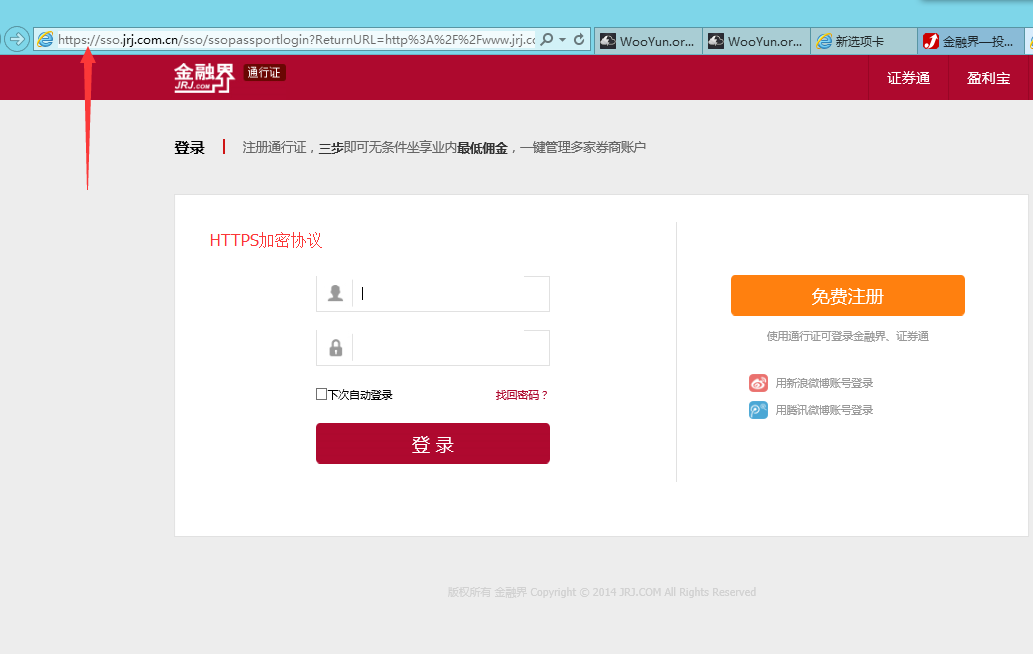 https://sso.jrj.com.cn/sso/ssopassportlogin?ReturnURL=http%3A%2F%2Fwww.jrj.cc
WooYun.or...
WooYun.or...
新选项卡
金融界—投...
金融界
JRJ.COM
通行证
证券通
盈利宝
登录
注册通行证，三步即可无条件坐享业内最低佣金，一键管理多家券商账户
HTTPS加密协议
下次自动登录
找回密码？
登 录
免费注册
使用通行证可登录金融界、证券通
用新浪微博账号登录
用腾讯微博账号登录
版权所有 金融界 Copyright © 2014 JRJ.COM All Rights Reserved